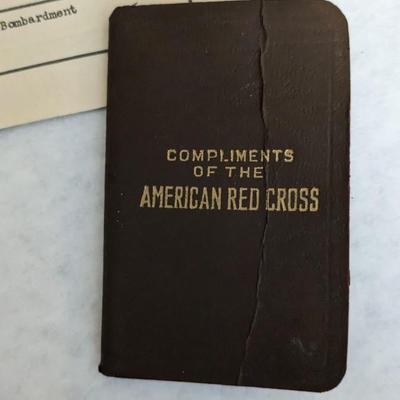 Bombardment
COMPLIMENTS
OF THE
AMERICAN RED CROSS